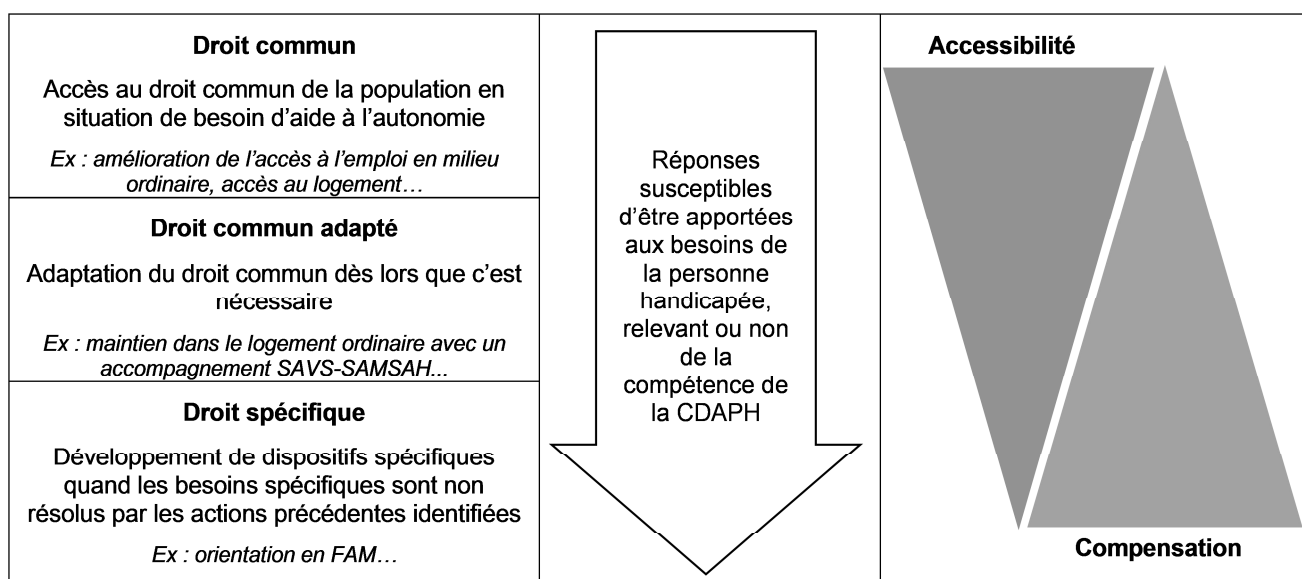 Droit commun
Accès au droit commun de la population en
situation de besoin d’aide à l’autonomie
Ex : amélioration de l’accès à l’emploi en milieu
ordinaire, accès au logement…
Droit commun adapté
Adaptation du droit commun dès lors que c’est
nécessaire
Ex : maintien dans le logement ordinaire avec un
accompagnement SAVS-SAMSAH...
Droit spécifique
Développement de dispositifs spécifiques
quand les besoins spécifiques sont non
résolus par les actions précédentes identifiées
Ex : orientation en FAM…
Réponses
susceptibles
d’être apportées
aux besoins de
la personne
handicapée,
relevant ou non
de la
compétence de
la CDAPH
Accessibilité
Compensation